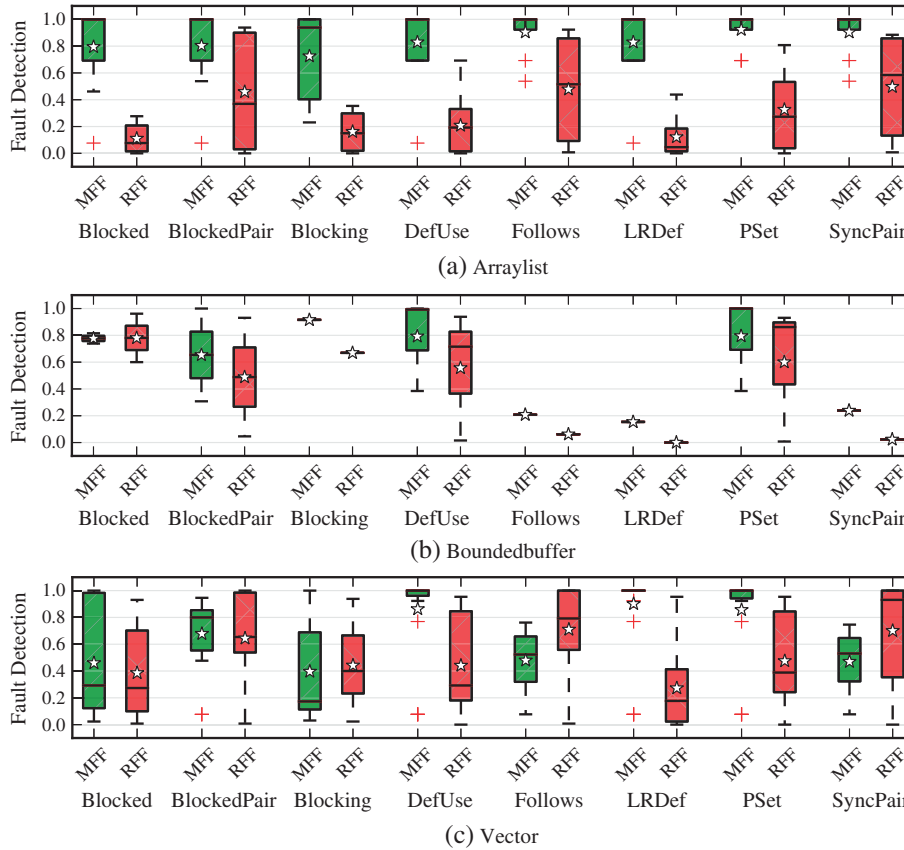 Fault Detection
1.0
0.8
0.6
0.4
0.2
0.0
MFF RFF MFF RFF MFF RFF MFF RFF MFF RFF MFF RFF MFF RFF MFF RFF
Blocked BlockedPair Blocking DefUse Follows LRDef PSet SyncPair
(a) Arraylist
Fault Detection
1.0
0.8
0.6
0.4
0.2
0.0
MFF RFF MFF RFF MFF RFF MFF RFF MFF RFF MFF RFF MFF RFF MFF RFF
Blocked BlockedPair Blocking DefUse Follows LRDef PSet SyncPair
(b) Boundedbuffer
Fault Detection
1.0
0.8
0.6
0.4
0.2
0.0
MFF RFF MFF RFF MFF RFF MFF RFF MFF RFF MFF RFF MFF RFF MFF RFF
Blocked BlockedPair Blocking DefUse Follows LRDef PSet SyncPair
(c) Vector